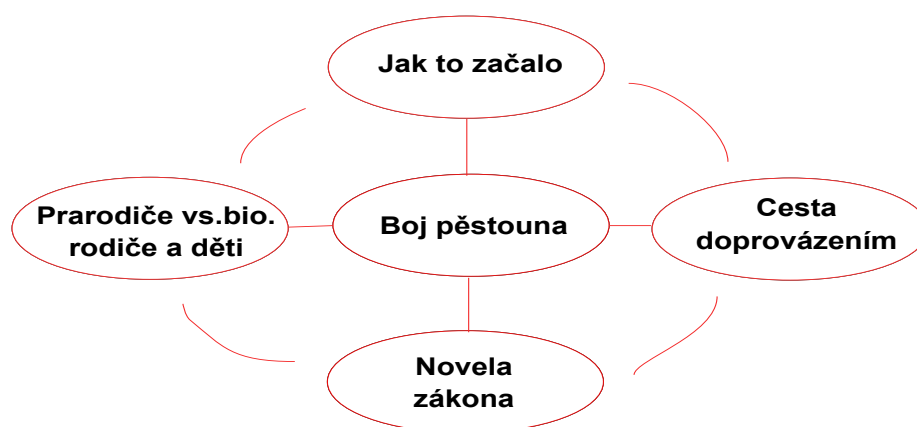 Jak to začalo
Prarodiče vs.bio.
rodiče a děti
Boj pěstouna
Cesta
doprovázením
Novela
zákona